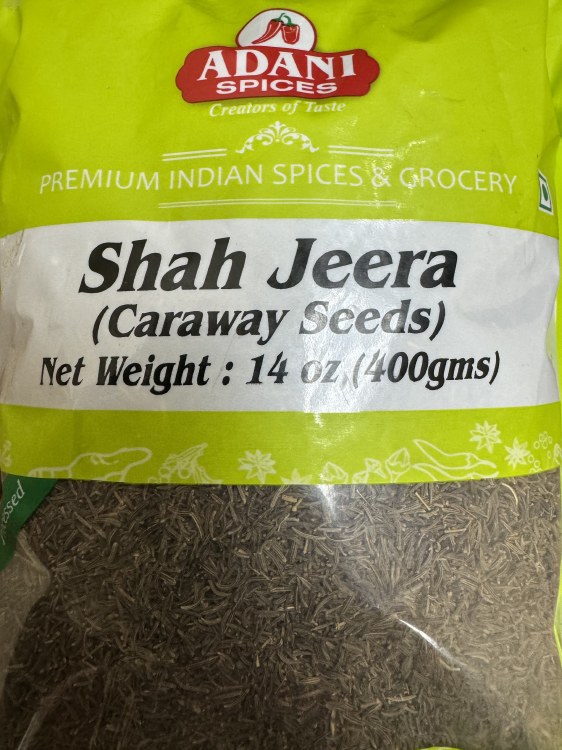 ADANI
SPICES
Creators of Taste
PREMIUM INDIAN SPICES & GROCERY
Shah Jeera
(Caraway Seeds)
Net Weight : 14 oz,(400gms)